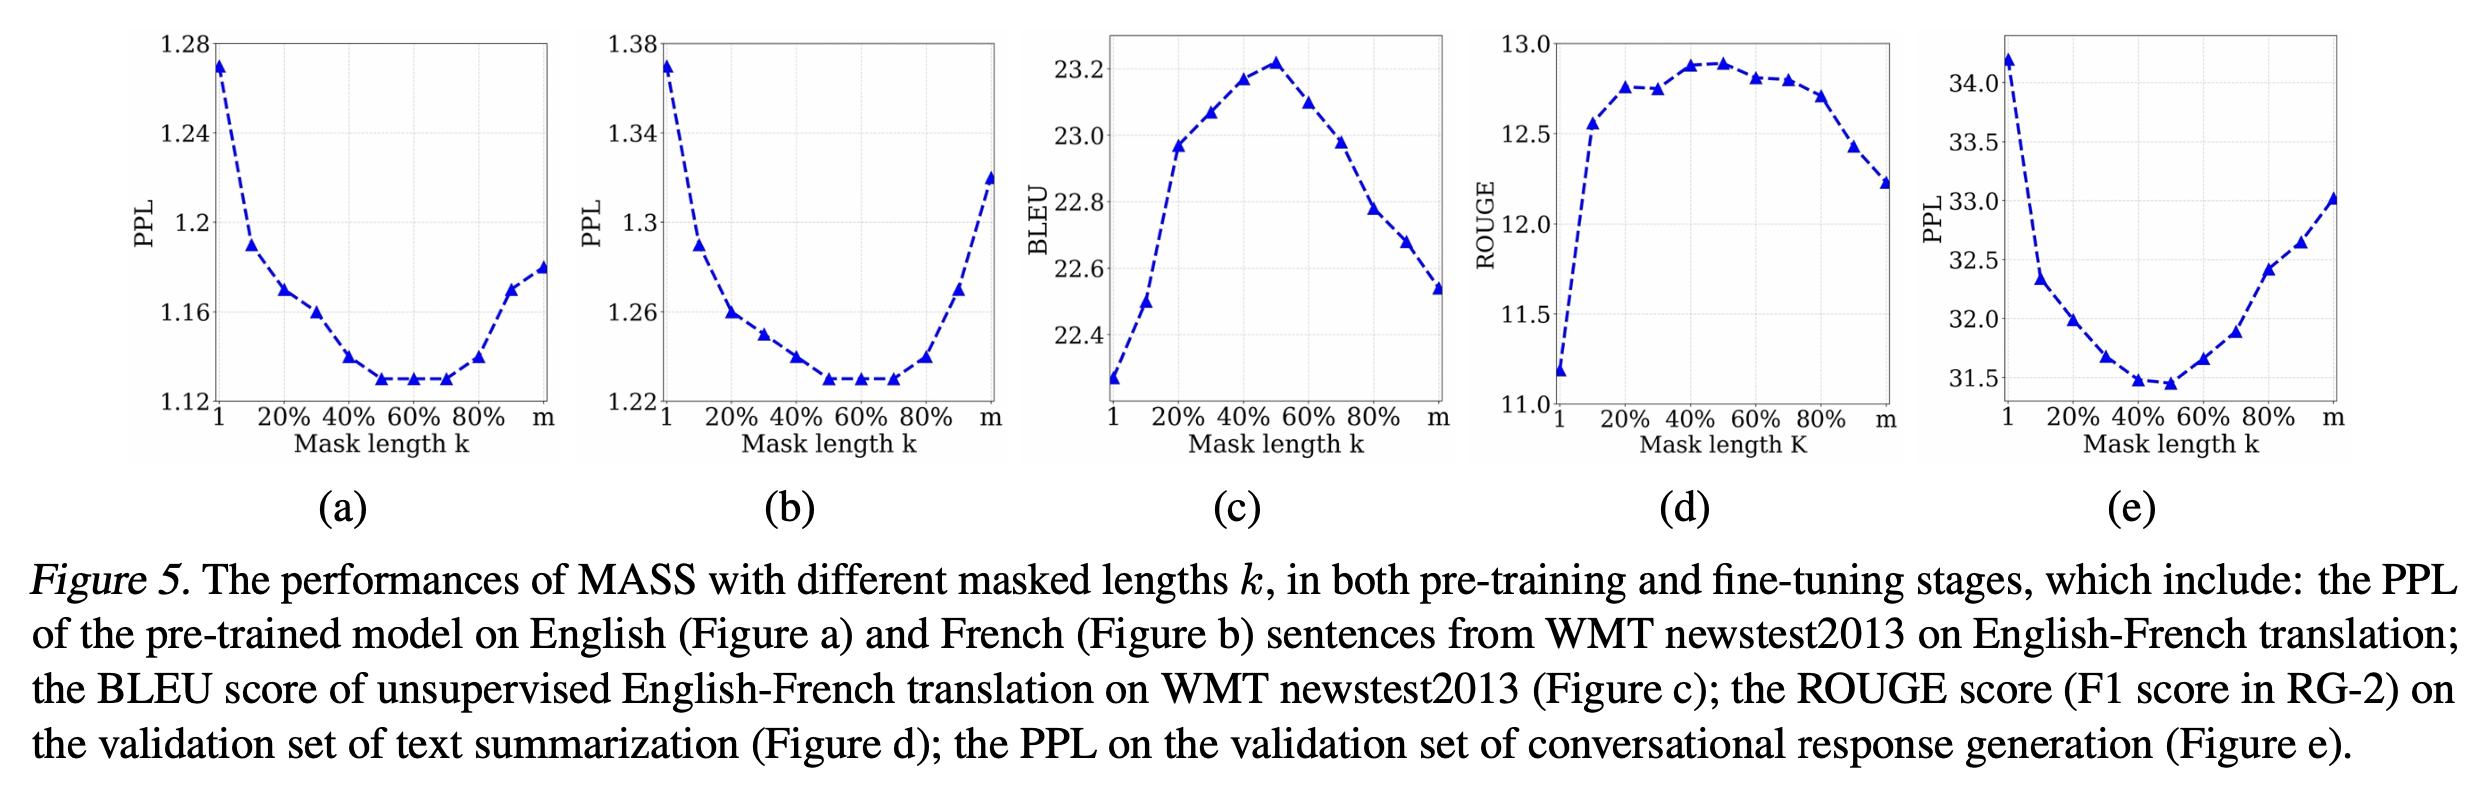 1.28
1.24
1.2
1.16
1.12
PPL
1 20% 40% 60% 80% m
Mask length k
(a)
1.38
1.34
1.3
1.26
1.22
PPL
1 20% 40% 60% 80% m
Mask length k
(b)
23.2
23.0
22.8
22.6
22.4
BLEU
1 20% 40% 60% 80% m
Mask length k
(c)
13.0
12.5
12.0
11.5
11.0
ROUGE
1 20% 40% 60% 80% m
Mask length K
(d)
34.0
33.5
33.0
32.5
32.0
31.5
PPL
1 20% 40% 60% 80% m
Mask length k
(e)
Figure 5. The performances of MASS with different masked lengths k, in both pre-training and fine-tuning stages, which include: the PPL
of the pre-trained model on English (Figure a) and French (Figure b) sentences from WMT newstest2013 on English-French translation;
the BLEU score of unsupervised English-French translation on WMT newstest2013 (Figure c); the ROUGE score (F1 score in RG-2) on
the validation set of text summarization (Figure d); the PPL on the validation set of conversational response generation (Figure e).